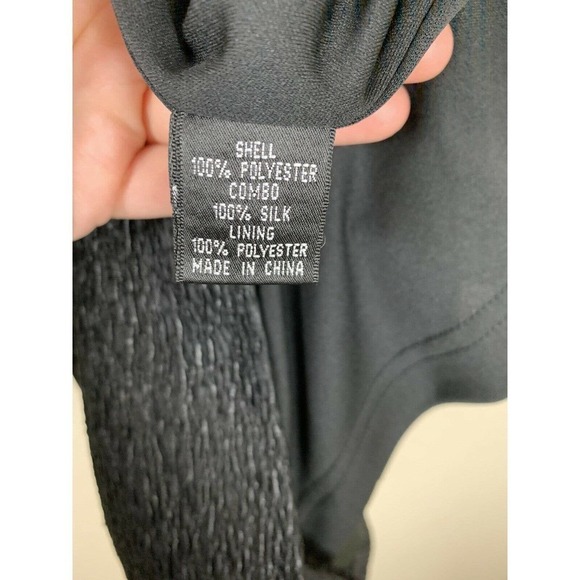 SHELL
100% POLYESTER
COMBO
100% SILK
LINING
100% POLYESTER
MADE IN CHINA